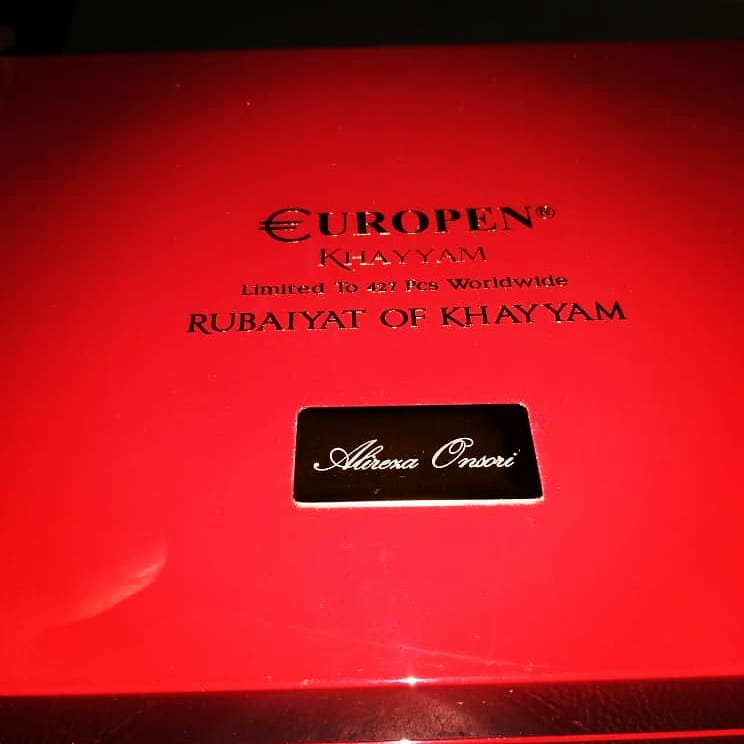 €UROPEN®
KHAYYAM
Limited To 427 Pcs Worldwide
RUBAIYAT OF KHAYYAM
Alireza Onsori